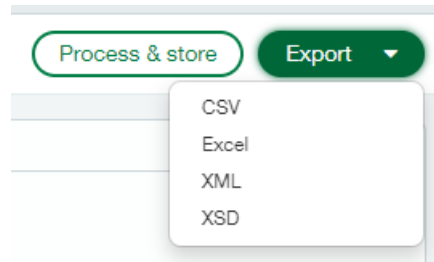 Process & store
Export
CSV
Excel
XML
XSD